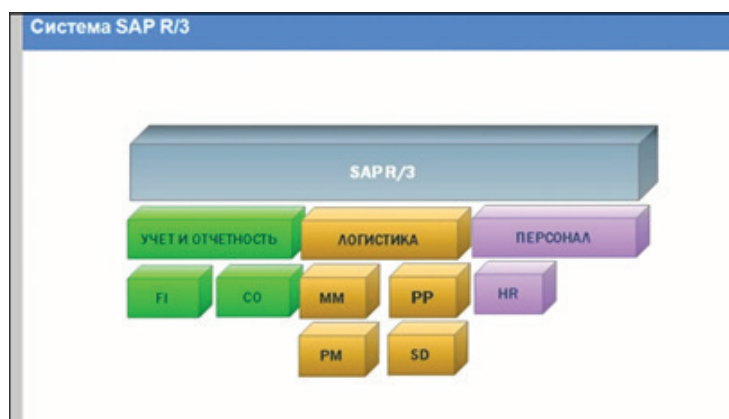 Система SAP R/3
SAP R/3
УЧЕТ И ОТЧЕТНОСТЬ ЛОГИСТИКА ПЕРСОНАЛ
FI CO MM PP HR
PM SD